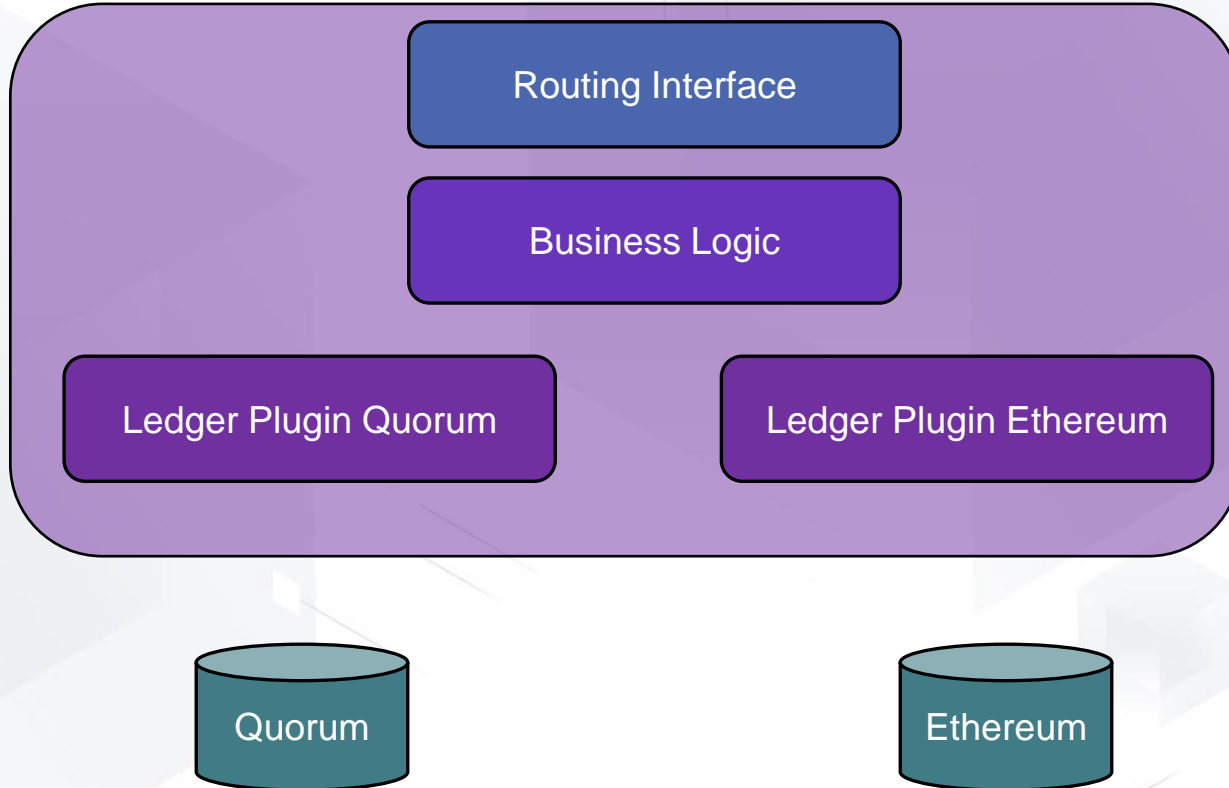 Routing Interface
Business Logic
Ledger Plugin Quorum
Ledger Plugin Ethereum
Quorum
Ethereum